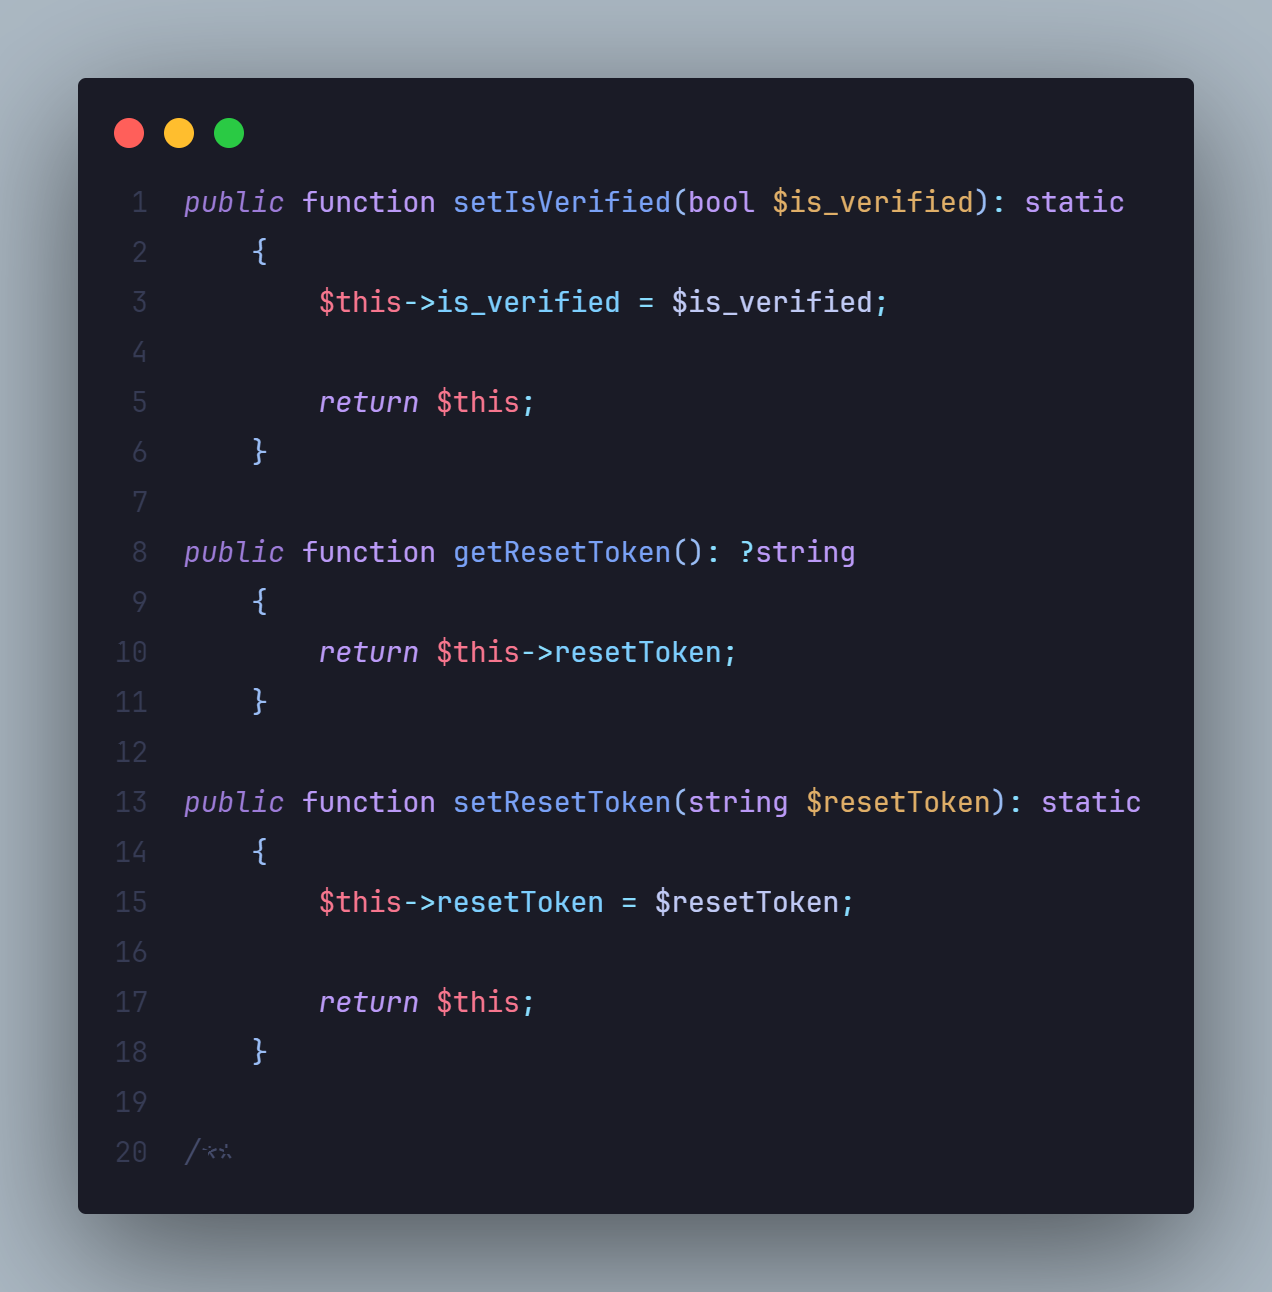 1 public function setIsVerified(bool $is_verified): static
2 {
3 $this->is_verified = $is_verified;
4
5 return $this;
6 }
7
8 public function getResetToken(): ?string
9 {
10 return $this->resetToken;
11 }
12
13 public function setResetToken(string $resetToken): static
14 {
15 $this->resetToken = $resetToken;
16
17 return $this;
18 }
19
20 /**